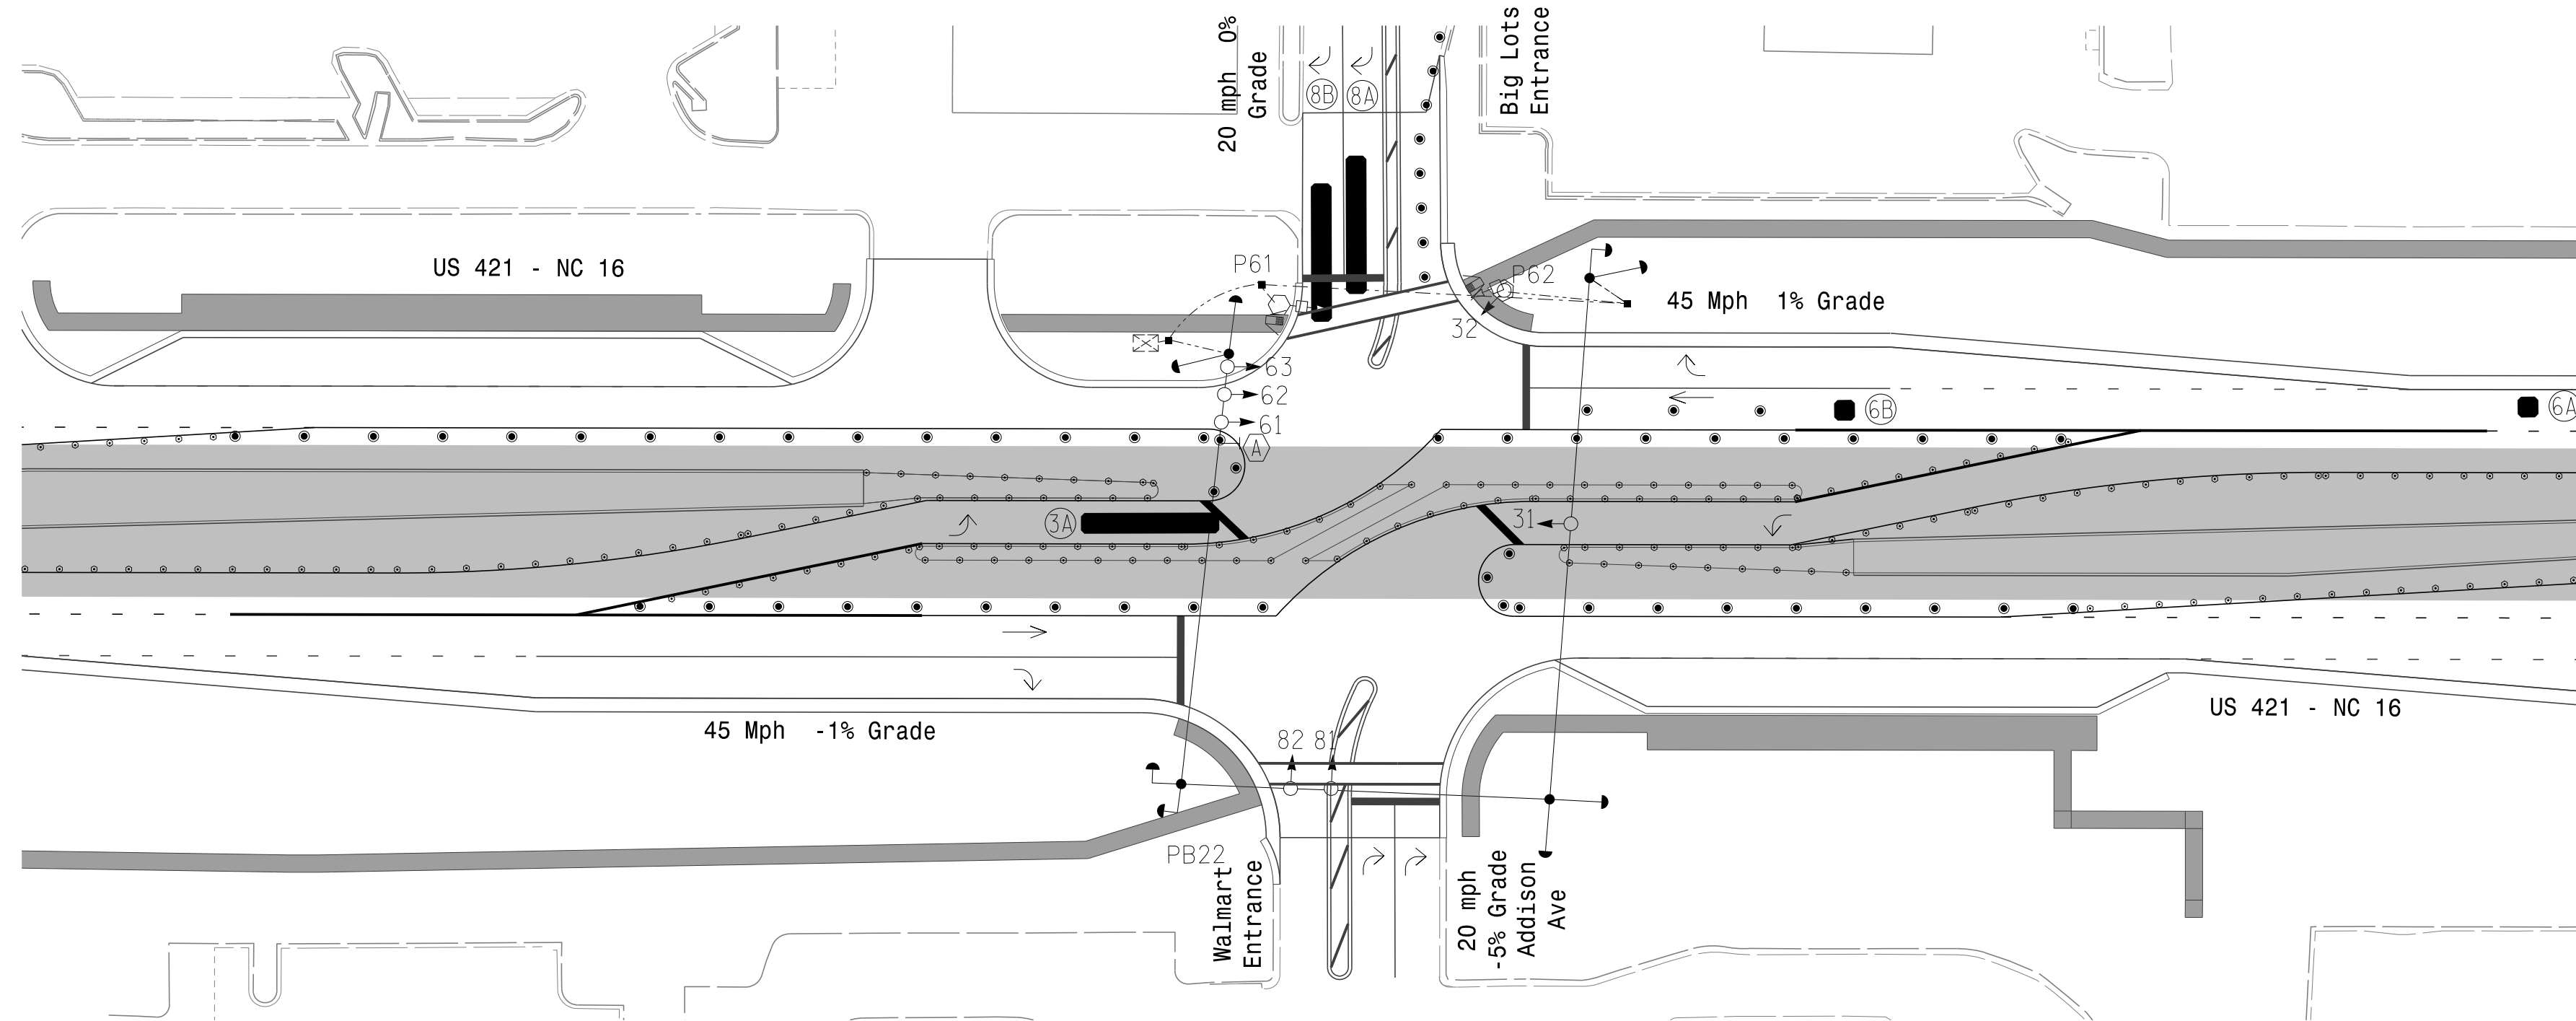 20 mph 0%
Grade
Big Lots
Entrance
8B
8A
US 421 - NC 16
P61
P62
32
45 Mph 1% Grade
63
62
61
A
6B
6A
3A
31
45 Mph -1% Grade
US 421 - NC 16
82
81
PB22
Walmart
Entrance
20 mph
-5% Grade
Addison
Ave